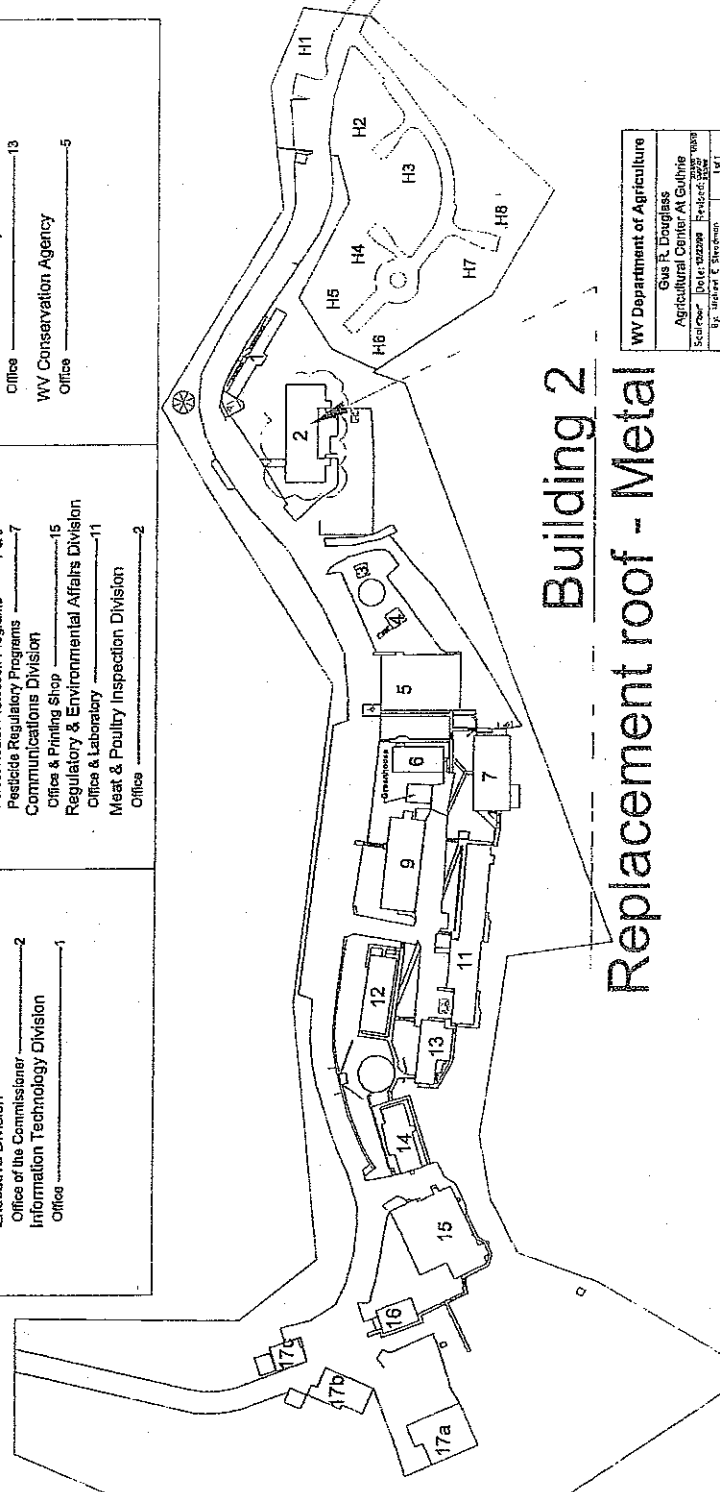 Executive Division
Office of the Commissioner 2
Information Technology Division
Office 1
Pesticide Regulatory Programs 7
Communications Division
Office & Printing Shop 15
Regulatory & Environmental Affairs Division
Office & Laboratory 11
Meat & Poultry Inspection Division
Office 2
Office 13
WV Conservation Agency
Office 5
H1
H2
H3
H4
H5
H6
H7
H8
2
5
6
Greenhouse
7
9
11
12
13
14
15
16
17c
17b
17a
Building 2
Replacement roof - Metal
WV Department of Agriculture
Gus R. Douglass
Agricultural Center At Guthrie